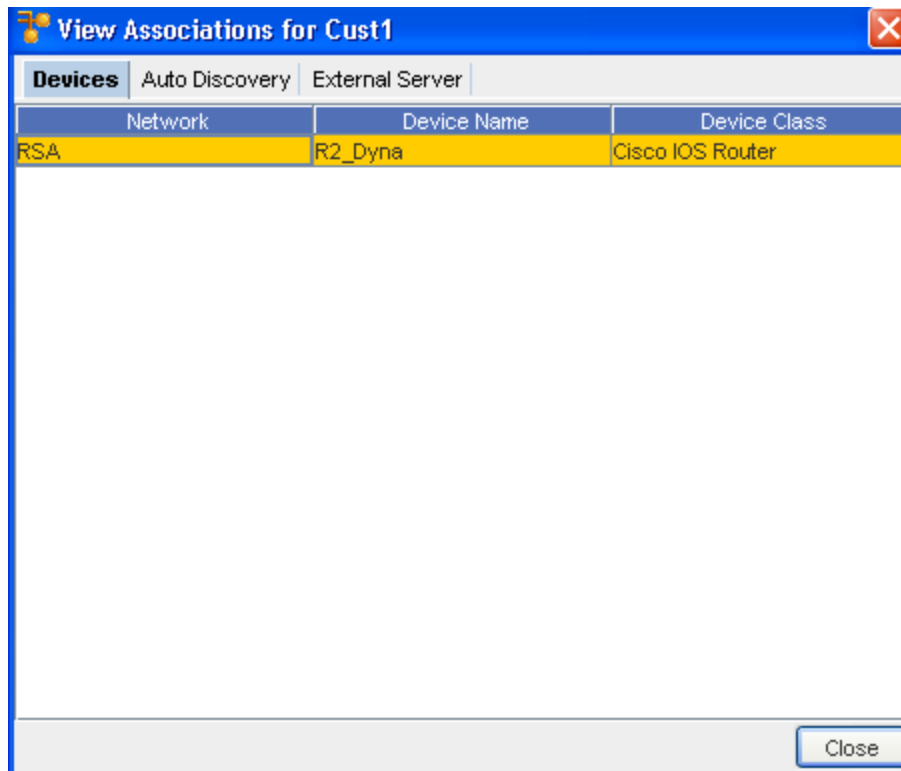 View Associations for Cust1
Devices Auto Discovery External Server
Network Device Name Device Class
RSA R2_Dyna Cisco IOS Router
Close